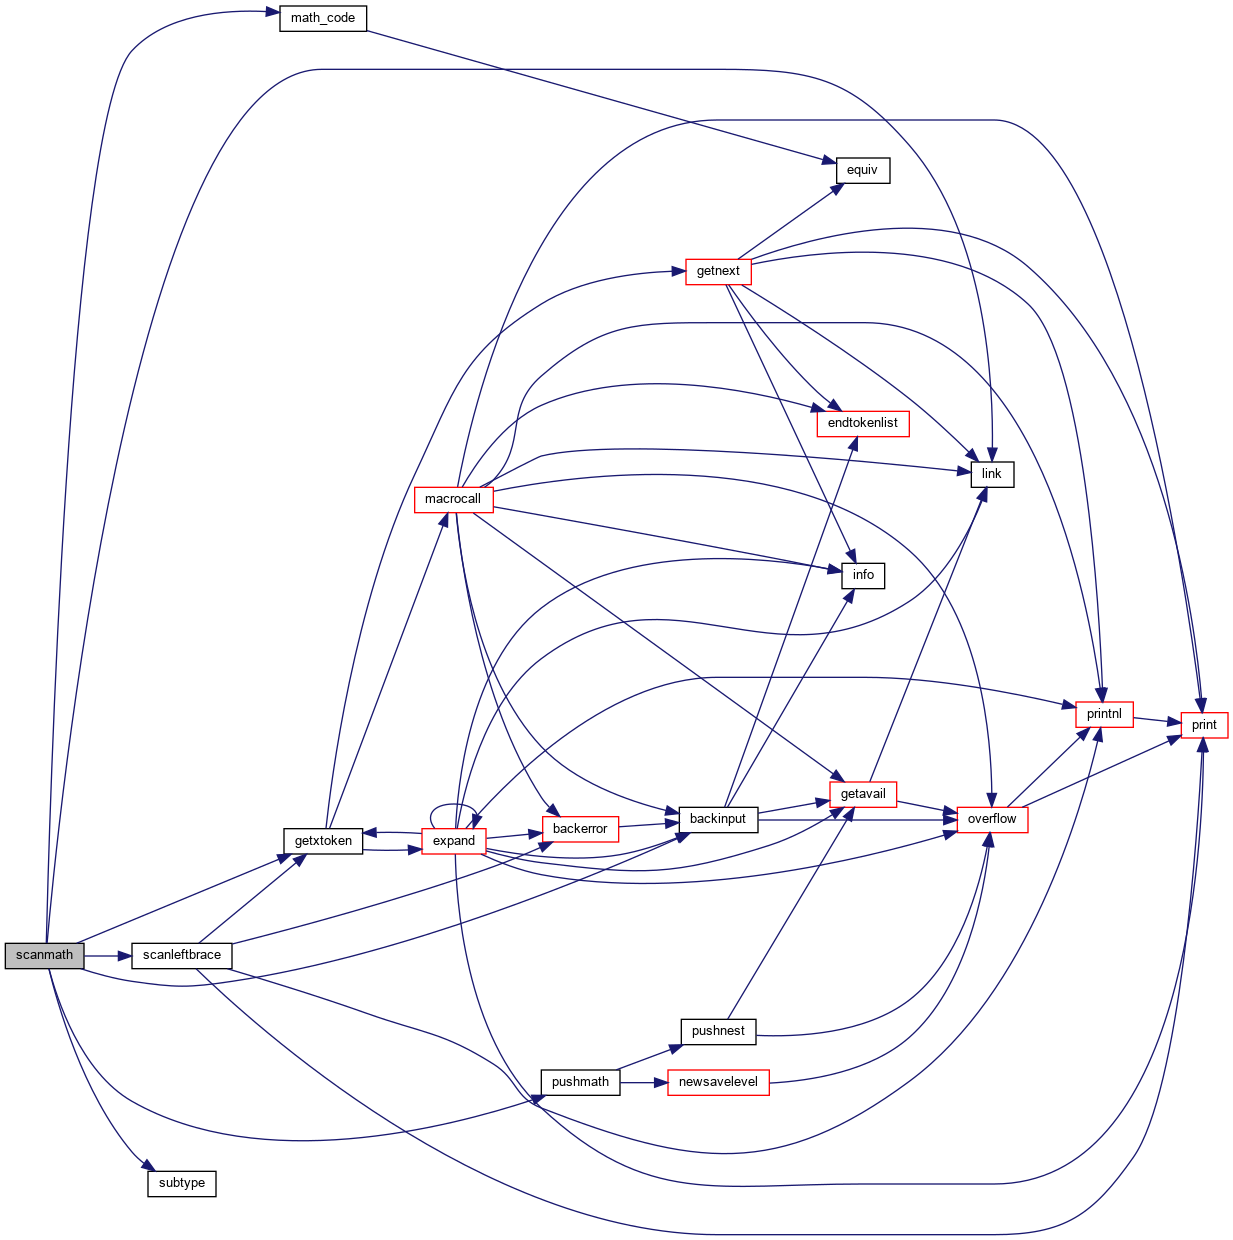 math_code
equiv
getnext
endtokenlist
link
macrocall
info
printnl
print
getavail
backinput
overflow
backerror
getxtoken
expand
scanmath
scanleftbrace
pushnest
pushmath
newsavelevel
subtype